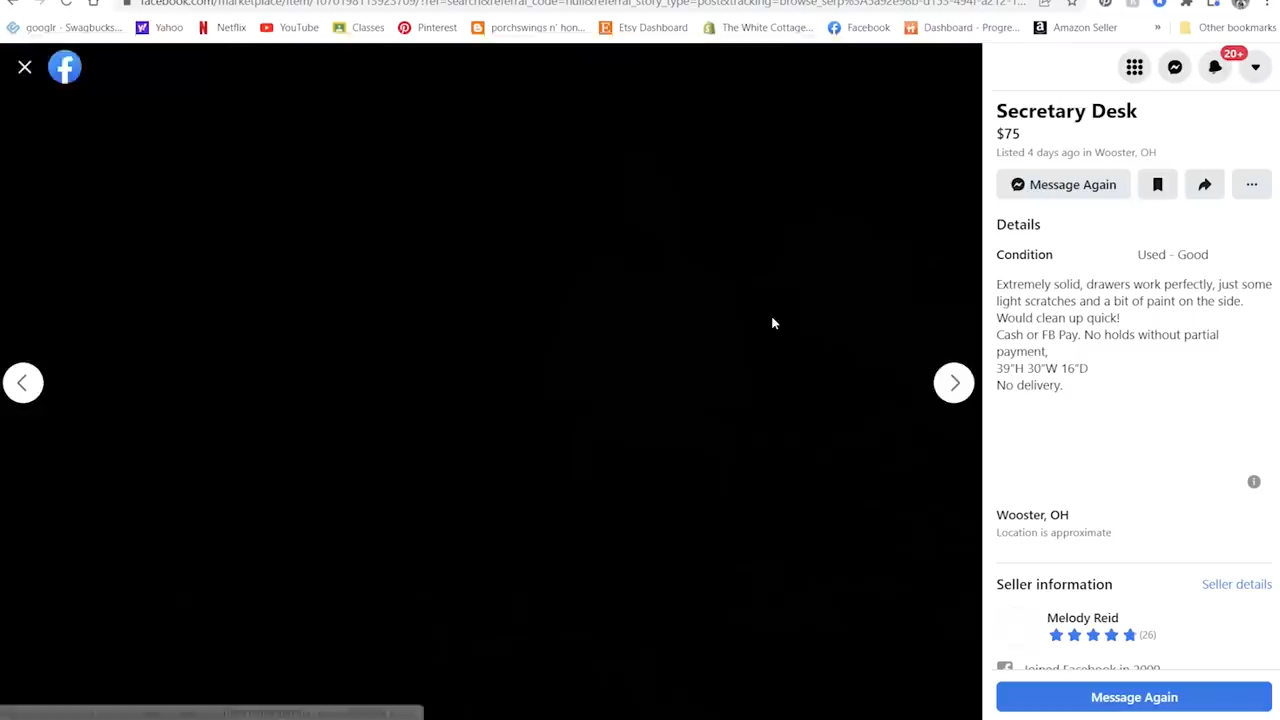 googlr - Swagbucks... Yahoo Netflix YouTube Classes Pinterest porchswings n' hon... Etsy Dashboard The White Cottage... Facebook Dashboard - Progre... Amazon Seller » Other bookmarks
20+
Secretary Desk
$75
Listed 4 days ago in Wooster, OH
Message Again
Details
Condition Used - Good
Extremely solid, drawers work perfectly, just some
light scratches and a bit of paint on the side.
Would clean up quick!
Cash or FB Pay. No holds without partial
payment,
39"H 30"W 16"D
No delivery.
Wooster, OH
Location is approximate
Seller information Seller details
Melody Reid
(26)
Joined Facebook in 2009
Message Again